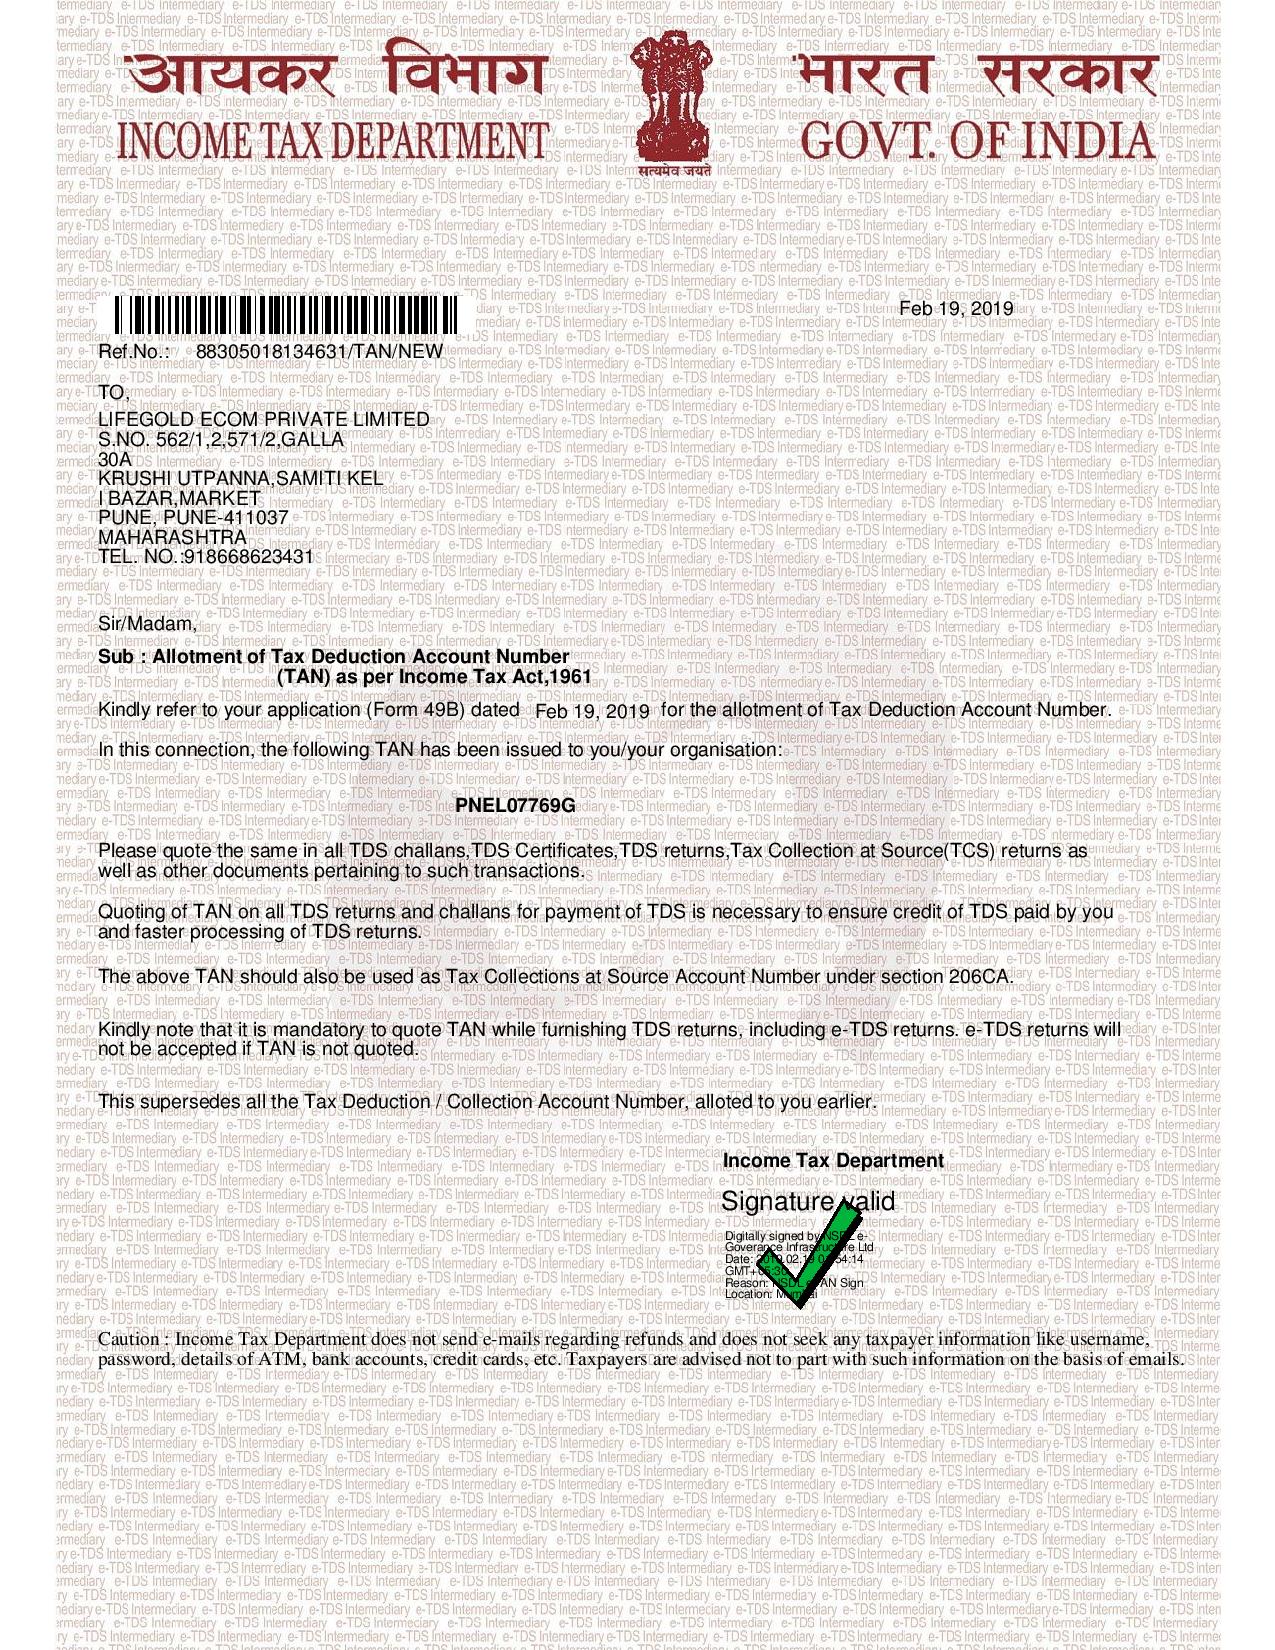 आयकर विभाग
INCOME TAX DEPARTMENT
सत्यमेव जयते
भारत सरकार
GOVT. OF INDIA
Feb 19, 2019
Ref.No.: 88305018134631/TAN/NEW
TO,
LIFEGOLD ECOM PRIVATE LIMITED
S.NO. 562/1,2,571/2,GALLA
30A
KRUSHI UTPANNA,SAMITI KEL
I BAZAR,MARKET
PUNE, PUNE-411037
MAHARASHTRA
TEL. NO.:918668623431
Sir/Madam,
Sub : Allotment of Tax Deduction Account Number
(TAN) as per Income Tax Act,1961
Kindly refer to your application (Form 49B) dated Feb 19, 2019 for the allotment of Tax Deduction Account Number.
In this connection, the following TAN has been issued to you/your organisation:
PNEL07769G
Please quote the same in all TDS challans,TDS Certificates,TDS returns,Tax Collection at Source(TCS) returns as
well as other documents pertaining to such transactions.
Quoting of TAN on all TDS returns and challans for payment of TDS is necessary to ensure credit of TDS paid by you
and faster processing of TDS returns.
The above TAN should also be used as Tax Collections at Source Account Number under section 206CA.
Kindly note that it is mandatory to quote TAN while furnishing TDS returns, including e-TDS returns. e-TDS returns will
not be accepted if TAN is not quoted.
This supersedes all the Tax Deduction / Collection Account Number, alloted to you earlier.
Income Tax Department
Signature valid
Digitally signed by NSDL e-
Governance Infrastructure Ltd
Date:
GMT+
Reason: NSDL TAN Sign
Location: Mumbai
Caution : Income Tax Department does not send e-mails regarding refunds and does not seek any taxpayer information like username,
password, details of ATM, bank accounts, credit cards, etc. Taxpayers are advised not to part with such information on the basis of emails.